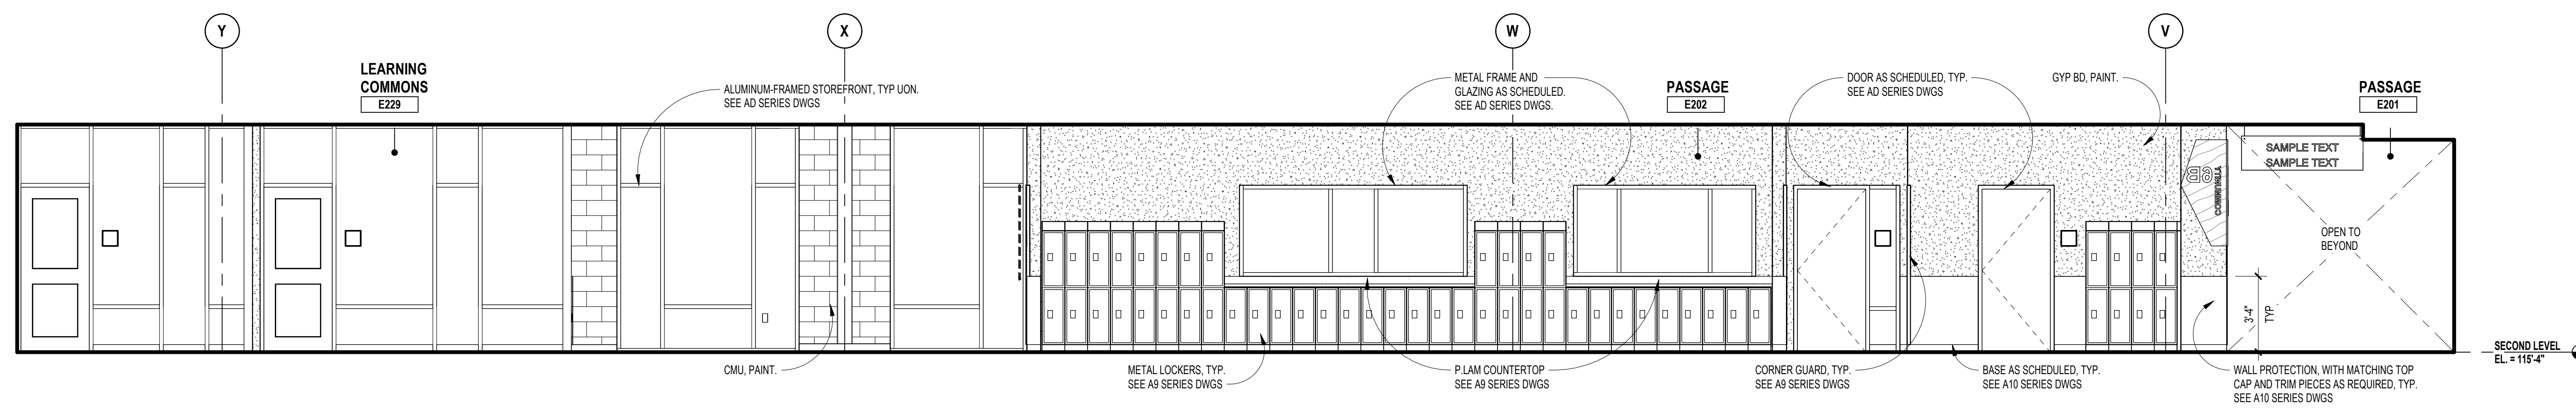 Y
X
W
V
LEARNING
COMMONS
E229
ALUMINUM-FRAMED STOREFRONT, TYP UON.
SEE AD SERIES DWGS
METAL FRAME AND
GLAZING AS SCHEDULED.
SEE AD SERIES DWGS.
PASSAGE
E202
DOOR AS SCHEDULED, TYP.
SEE AD SERIES DWGS
GYP BD, PAINT.
PASSAGE
E201
SAMPLE TEXT
SAMPLE TEXT
COMMUNITY
OPEN TO
BEYOND
3'-4"
TYP
SECOND LEVEL
EL. = 115'-4"
CMU, PAINT.
METAL LOCKERS, TYP.
SEE A9 SERIES DWGS
P.LAM COUNTERTOP
SEE A9 SERIES DWGS
CORNER GUARD, TYP.
SEE A9 SERIES DWGS
BASE AS SCHEDULED, TYP.
SEE A10 SERIES DWGS
WALL PROTECTION, WITH MATCHING TOP
CAP AND TRIM PIECES AS REQUIRED, TYP.
SEE A10 SERIES DWGS